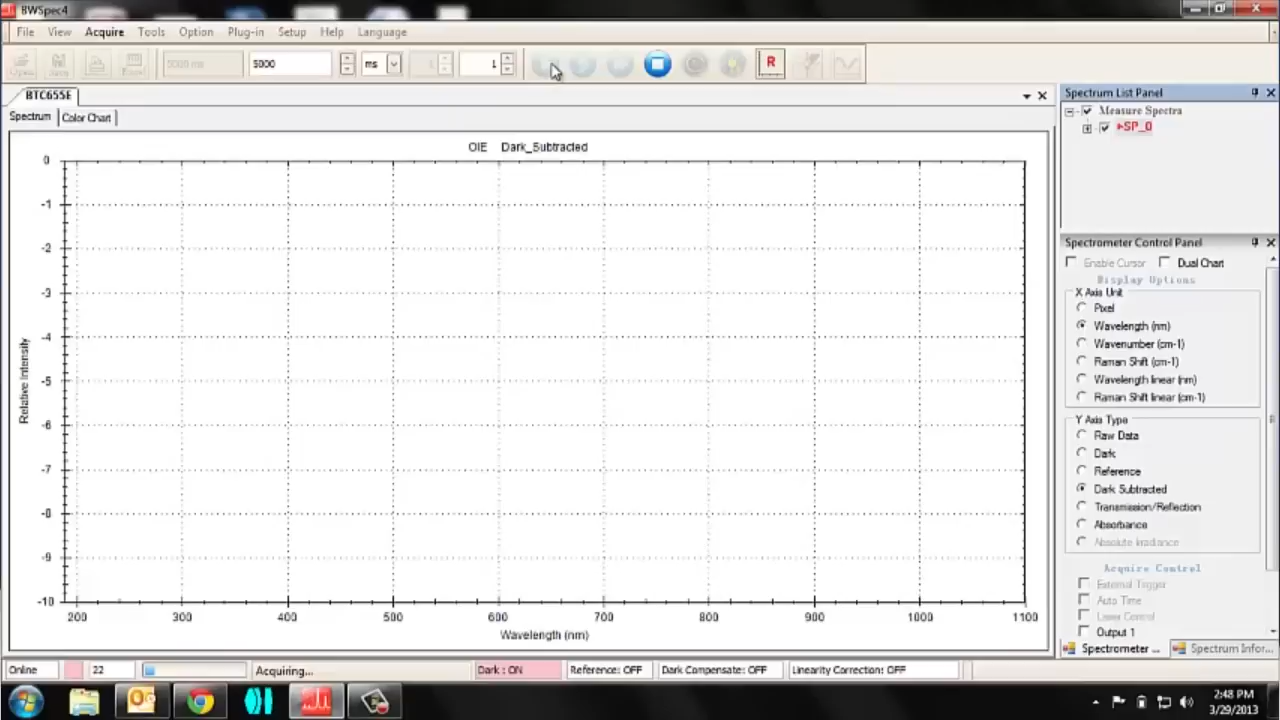 BWSpec4
File View Acquire Tools Option Plug-in Setup Help Language
5000 ms 5000 ms 1 1 R
BTC655E
Spectrum Color Chart
OIE Dark_Subtracted
0
-1
-2
-3
-4
-5
-6
-7
-8
-9
-10
Relative Intensity
200 300 400 500 600 700 800 900 1000 1100
Wavelength (nm)
Spectrum List Panel
Measure Spectra
SP_0
Spectrometer Control Panel
Enable Cursor Dual Chart
Display Options
X Axis Unit
Pixel
Wavelength (nm)
Wavenumber (cm-1)
Raman Shift (cm-1)
Wavelength linear (nm)
Raman Shift linear (cm-1)
Y Axis Type
Raw Data
Dark
Reference
Dark Subtracted
Transmission/Reflection
Absorbance
Absolute Irradiance
Acquire Control
External Trigger
Auto Time
Laser Control
Output 1
Spectrometer ... Spectrum Infor...
Online 22 Acquiring... Dark : ON Reference: OFF Dark Compensate: OFF Linearity Correction: OFF
2:48 PM
3/29/2013